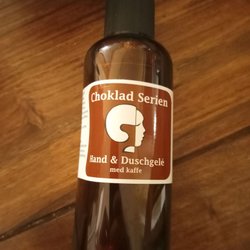 Choklad Serien
Hand & Duschgelé
med kaffe